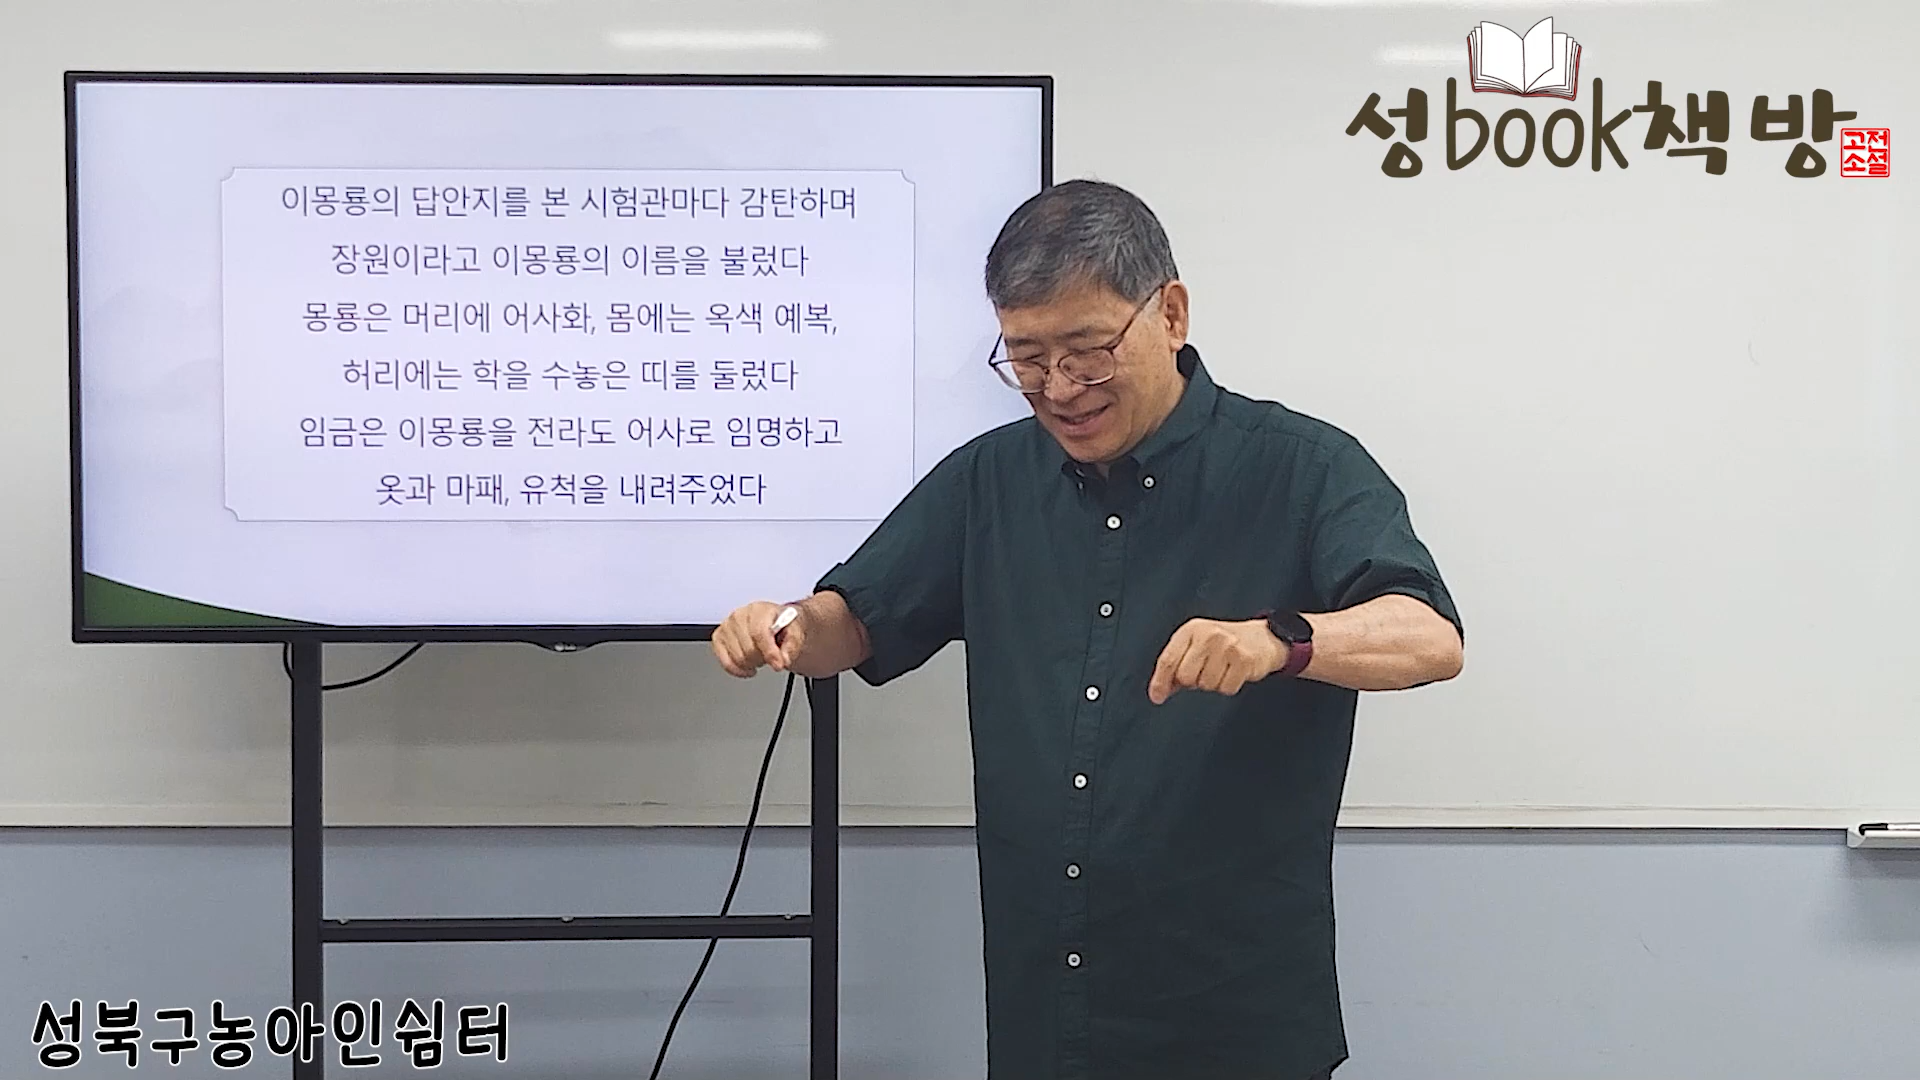 성book책방
고전
소설
이몽룡의 답안지를 본 시험관마다 감탄하며
장원이라고 이몽룡의 이름을 불렀다
몽룡은 머리에 어사화, 몸에는 옥색 예복,
허리에는 학을 수놓은 띠를 둘렀다
임금은 이몽룡을 전라도 어사로 임명하고
옷과 마패, 유척을 내려주었다
성북구농아인쉼터